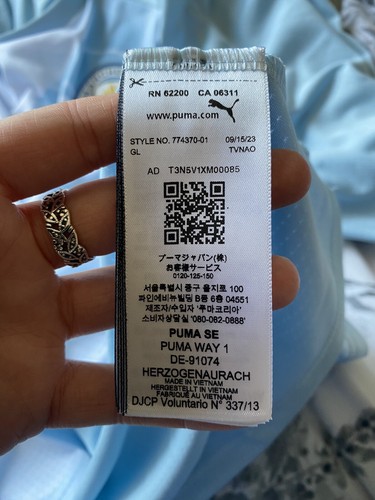 RN 62200 CA 06311
www.puma.com
STYLE NO. 774370-01 09/15/23
GL TVNAO
AD T3N5V1XM00085
プーマジャパン(株)
お客様サービス
0120-125-150
서울특별시 중구 을지로 100
파인에비뉴빌딩 B동 6층 04551
제조자/수입자 '푸마코리아'
소비자상담실 '080-082-0888'
PUMA SE
PUMA WAY 1
DE-91074
HERZOGENAURACH
MADE IN VIETNAM
HERGESTELLT IN VIETNAM
FABRIQUÉ AU VIETNAM
DJCP Voluntario N° 337/13